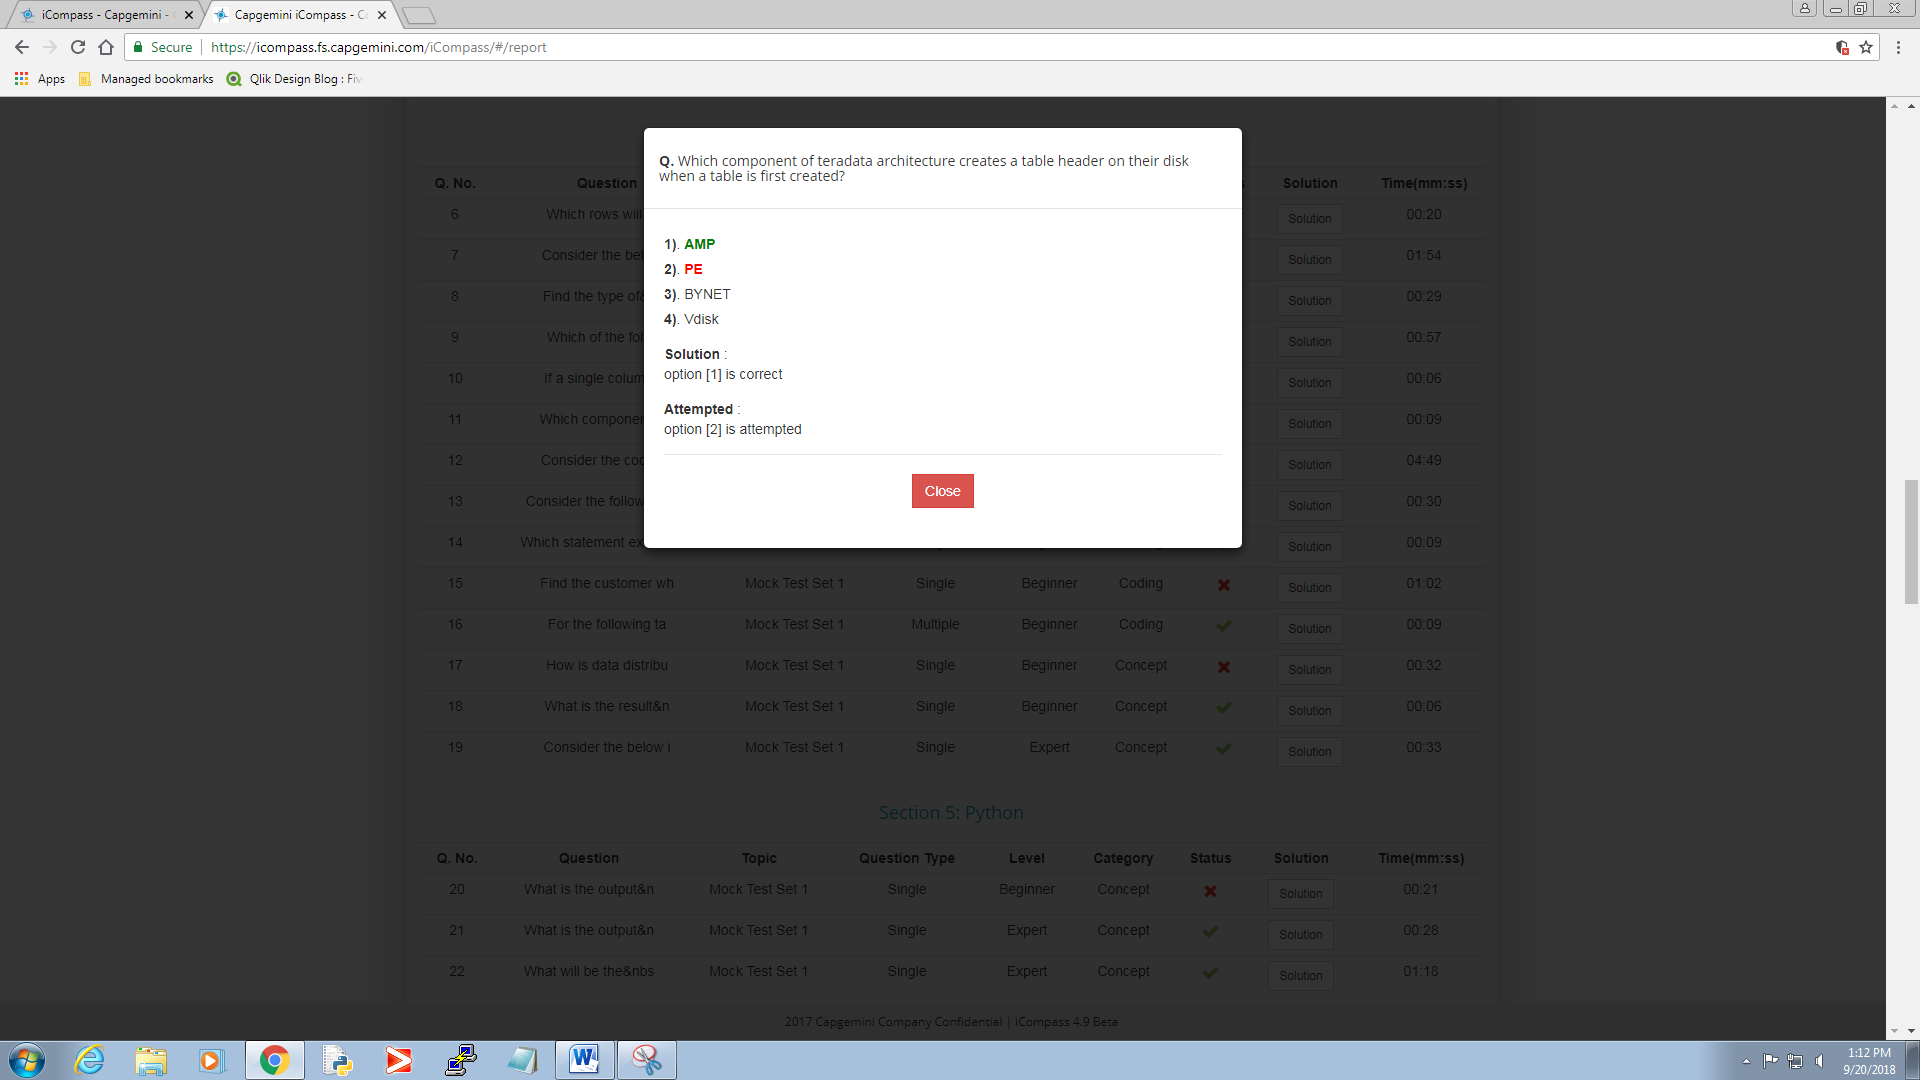 iCompass - Capgemini -
Capgemini iCompass - Co
Secure | https://icompass.fs.capgemini.com/iCompass/#/report
Apps Managed bookmarks Qlik Design Blog : Fiv
Q. Which component of teradata architecture creates a table header on their disk
when a table is first created?
1). AMP
2). PE
3). BYNET
4). Vdisk
Solution :
option [1] is correct
Attempted :
option [2] is attempted
Close
Q. No. Question Solution Time(mm:ss)
6 Which rows will Solution 00:20
7 Consider the bel Solution 01:54
8 Find the type of& Solution 00:29
9 Which of the fol Solution 00:57
10 If a single colum Solution 00:06
11 Which componen Solution 00:09
12 Consider the coo Solution 04:49
13 Consider the follow Solution 00:30
14 Which statement ex Solution 00:09
15 Find the customer wh Mock Test Set 1 Single Beginner Coding Solution 01:02
16 For the following ta Mock Test Set 1 Multiple Beginner Coding Solution 00:09
17 How is data distribu Mock Test Set 1 Single Beginner Concept Solution 00:32
18 What is the result&n Mock Test Set 1 Single Beginner Concept Solution 00:06
19 Consider the below i Mock Test Set 1 Single Expert Concept Solution 00:33
Section 5: Python
Q. No. Question Topic Question Type Level Category Status Solution Time(mm:ss)
20 What is the output&n Mock Test Set 1 Single Beginner Concept Solution 00:21
21 What is the output&n Mock Test Set 1 Single Expert Concept Solution 00:28
22 What will be the&nbs Mock Test Set 1 Single Expert Concept Solution 01:18
2017 Capgemini Company Confidential | iCompass 4.9 Beta
1:12 PM
9/20/2018